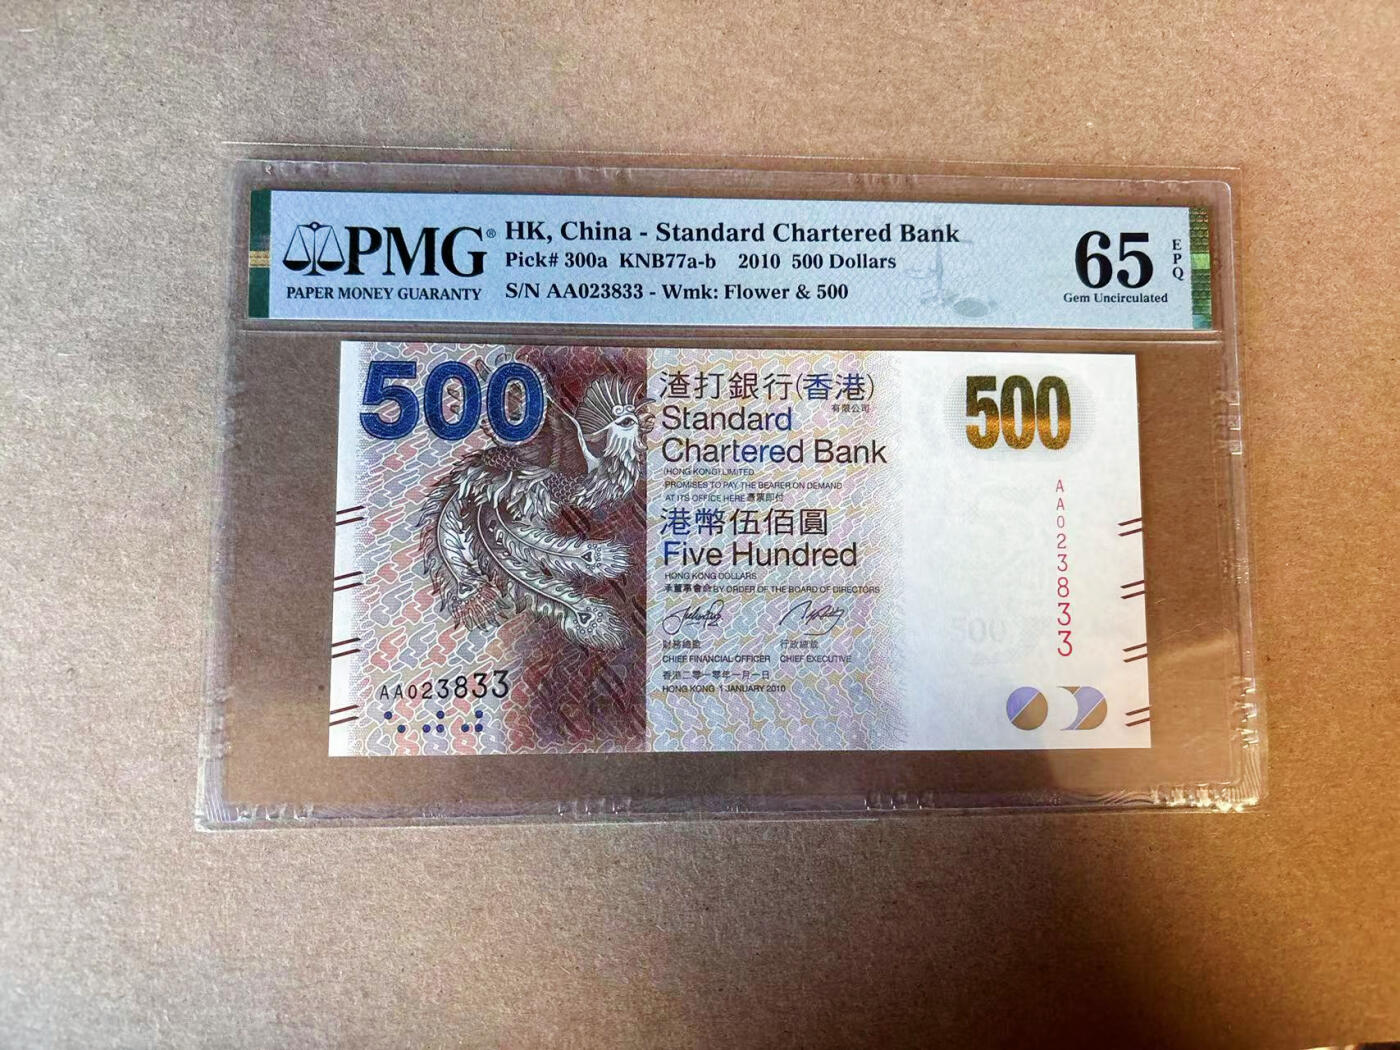 PMG®
PAPER MONEY GUARANTY
HK, China - Standard Chartered Bank
Pick# 300a KNB77a-b 2010 500 Dollars
S/N AA023833 - Wmk: Flower & 500
65
EPQ
Gem Uncirculated
500
渣打銀行(香港)
有限公司
Standard
Chartered Bank
(HONG KONG) LIMITED
PROMISES TO PAY THE BEARER ON DEMAND
AT ITS OFFICE HERE 憑票即付
港幣伍佰圓
Five Hundred
HONG KONG DOLLARS
承董事會命 BY ORDER OF THE BOARD OF DIRECTORS
財務總監 行政總裁
CHIEF FINANCIAL OFFICER CHIEF EXECUTIVE
香港二零一零年一月一日
HONG KONG 1 JANUARY 2010
AA023833
500
AA023833
500